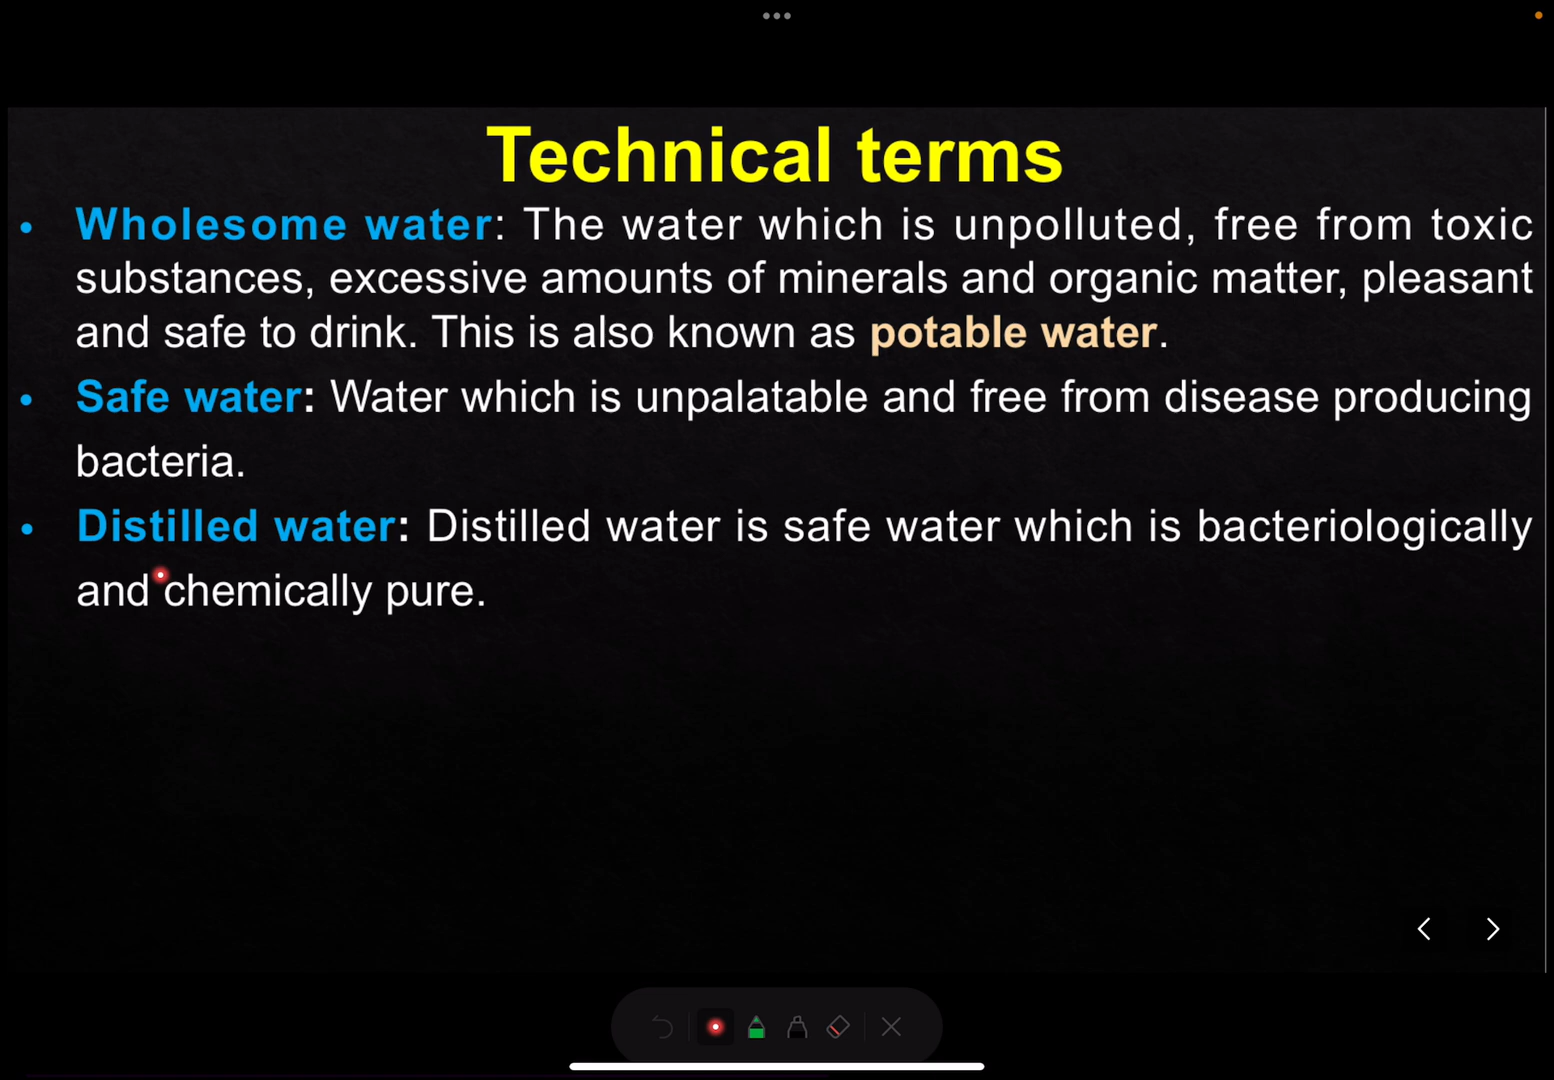 Technical terms
• Wholesome water: The water which is unpolluted, free from toxic
substances, excessive amounts of minerals and organic matter, pleasant
and safe to drink. This is also known as potable water.
• Safe water: Water which is unpalatable and free from disease producing
bacteria.
• Distilled water: Distilled water is safe water which is bacteriologically
and chemically pure.